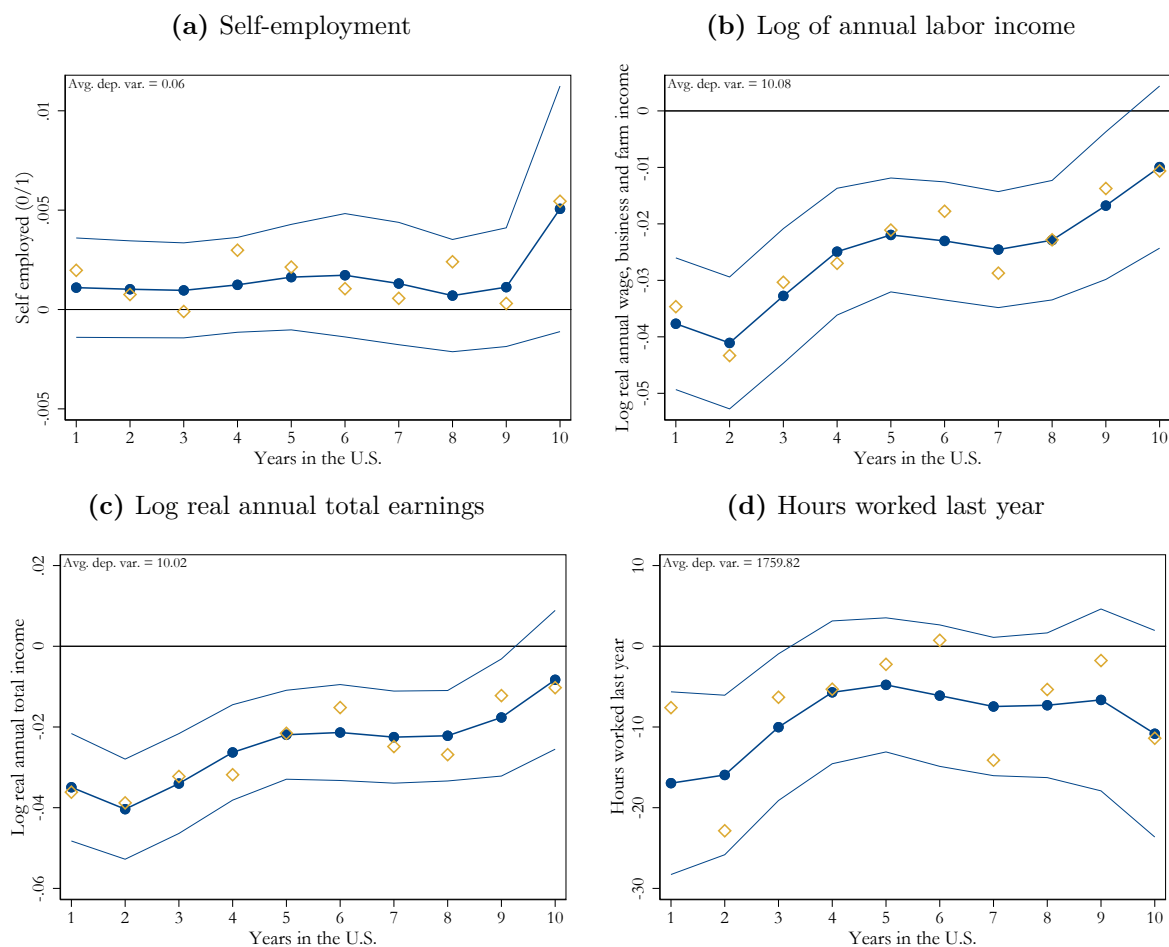 (a) Self-employment
Avg. dep. var. = 0.06
Self employed (0/1)
.01
.005
0
-.005
1 2 3 4 5 6 7 8 9 10
Years in the U.S.
(b) Log of annual labor income
Avg. dep. var. = 10.08
Log real annual wage, business and farm income
0
-.01
-.02
-.03
-.04
-.05
1 2 3 4 5 6 7 8 9 10
Years in the U.S.
(c) Log real annual total earnings
Avg. dep. var. = 10.02
Log real annual total income
.02
0
-.02
-.04
-.06
1 2 3 4 5 6 7 8 9 10
Years in the U.S.
(d) Hours worked last year
Avg. dep. var. = 1759.82
Hours worked last year
10
0
-10
-20
-30
1 2 3 4 5 6 7 8 9 10
Years in the U.S.